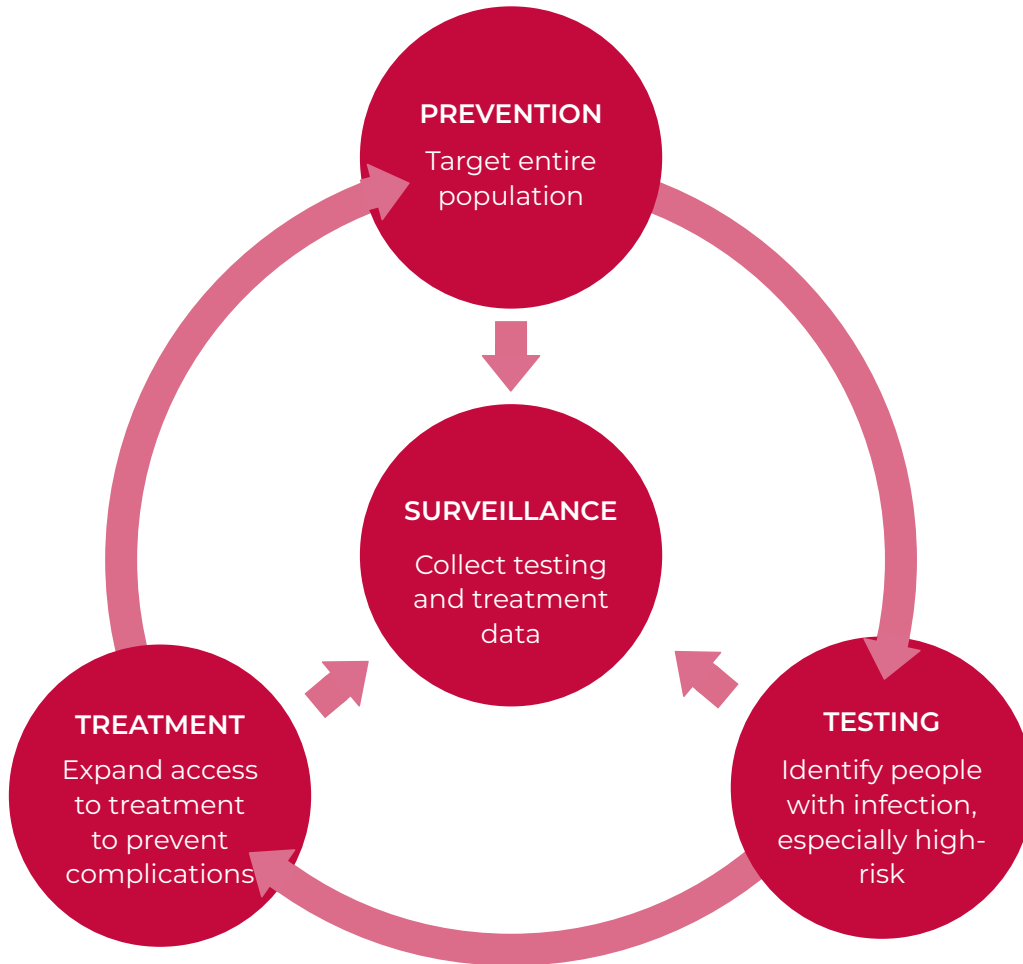 PREVENTION
Target entire
population
SURVEILLANCE
Collect testing
and treatment
data
TREATMENT
Expand access
to treatment
to prevent
complications
TESTING
Identify people
with infection,
especially high-
risk